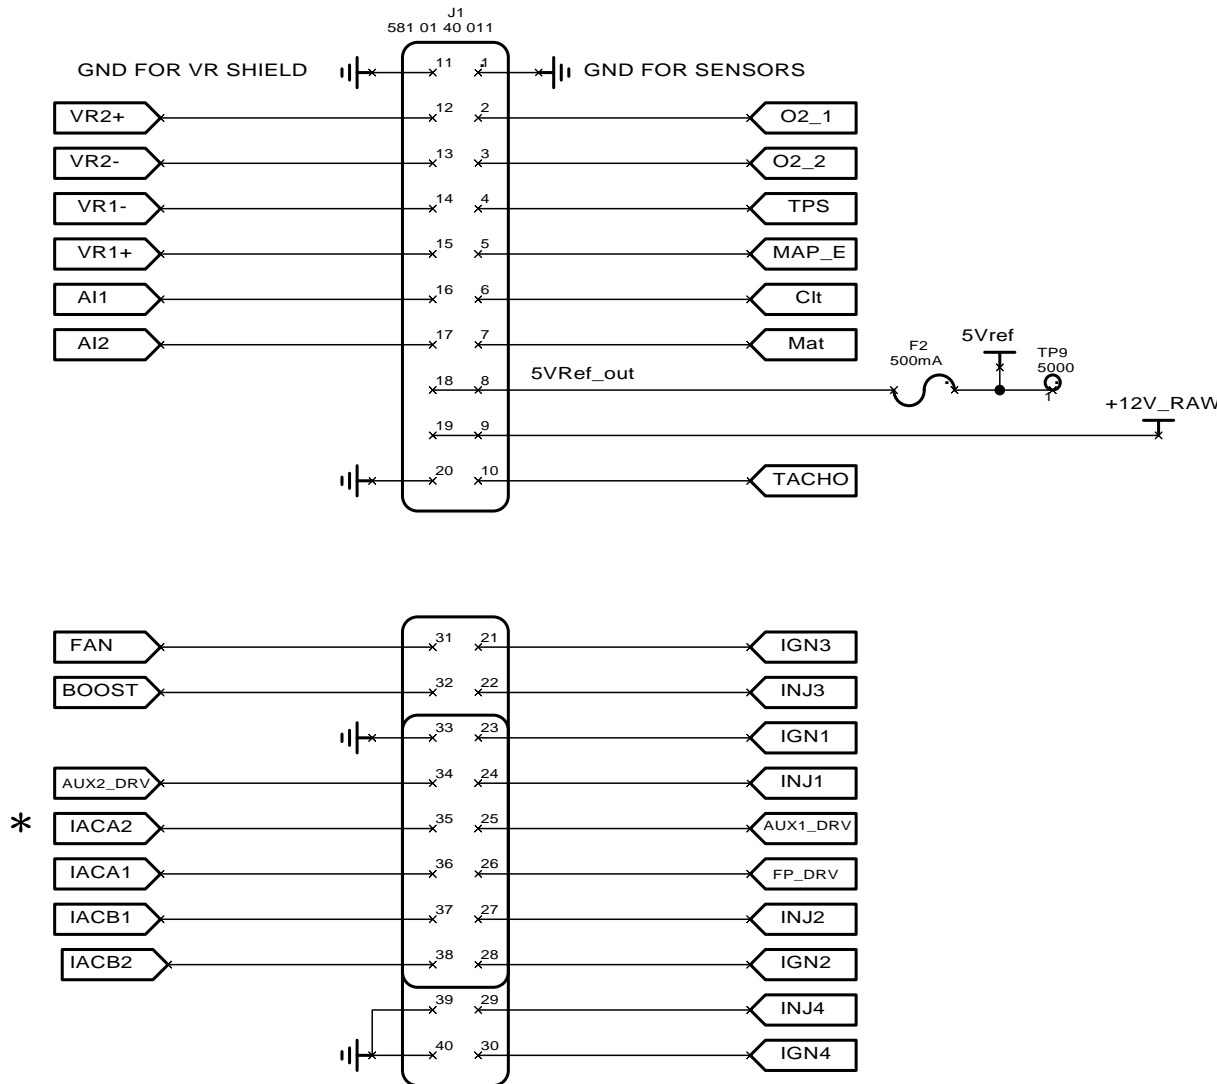 J1
581 01 40 011
GND FOR VR SHIELD 11 1 GND FOR SENSORS
VR2+ 12 2 O2_1
VR2- 13 3 O2_2
VR1- 14 4 TPS
VR1+ 15 5 MAP_E
AI1 16 6 Clt
AI2 17 7 Mat
F2
500mA
5Vref
TP9
5000
18 8 5VRef_out 1
+12V_RAW
19 9
20 10 TACHO
FAN 31 21 IGN3
BOOST 32 22 INJ3
33 23 IGN1
AUX2_DRV 34 24 INJ1
* IACA2 35 25 AUX1_DRV
IACA1 36 26 FP_DRV
IACB1 37 27 INJ2
IACB2 38 28 IGN2
39 29 INJ4
40 30 IGN4